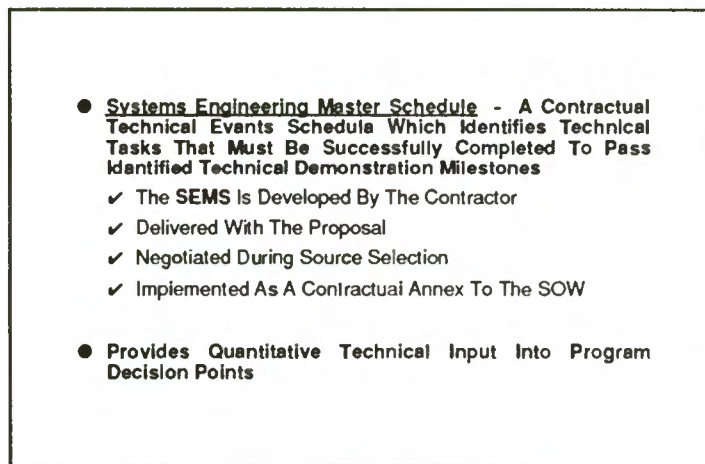 ● Systems Engineering Master Schedule - A Contractual
Technical Evants Schedula Which Identifies Technical
Tasks That Must Be Successfully Completed To Pass
Identified Technical Demonstration Milestones
✔ The SEMS Is Developed By The Contractor
✔ Delivered With The Proposal
✔ Negotiated During Source Selection
✔ Implemented As A Contractual Annex To The SOW
● Provides Quantitative Technical Input Into Program
Decision Points